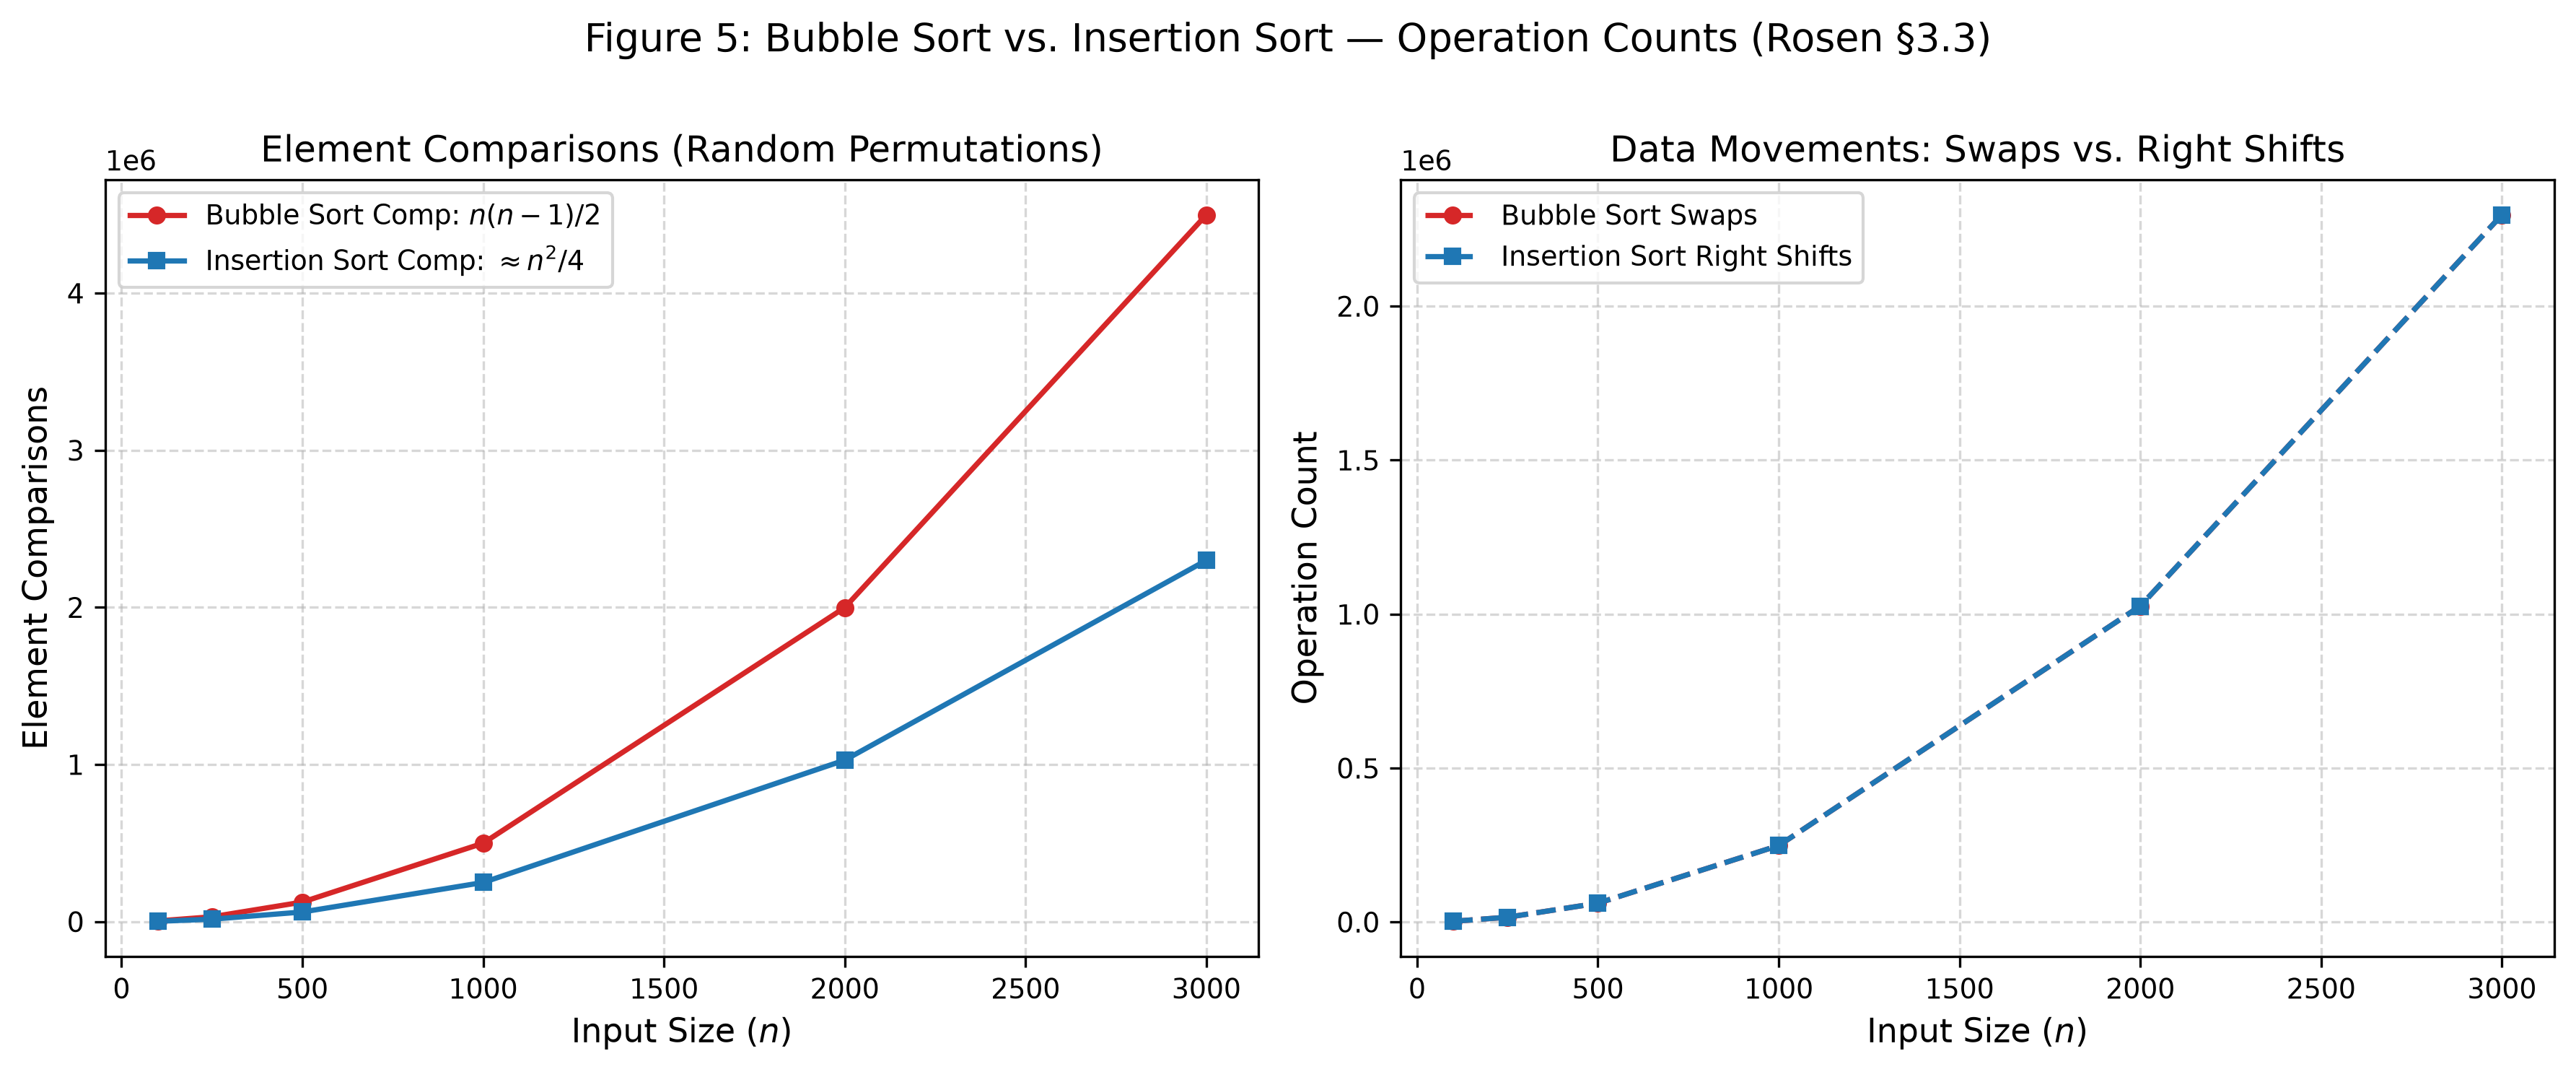 Figure 5: Bubble Sort vs. Insertion Sort — Operation Counts (Rosen §3.3)
Element Comparisons (Random Permutations)
1e6
Bubble Sort Comp: n(n − 1)/2
Insertion Sort Comp: ≈ n²/4
Element Comparisons
4
3
2
1
0
0 500 1000 1500 2000 2500 3000
Input Size (n)
Data Movements: Swaps vs. Right Shifts
1e6
Bubble Sort Swaps
Insertion Sort Right Shifts
Operation Count
2.0
1.5
1.0
0.5
0.0
0 500 1000 1500 2000 2500 3000
Input Size (n)